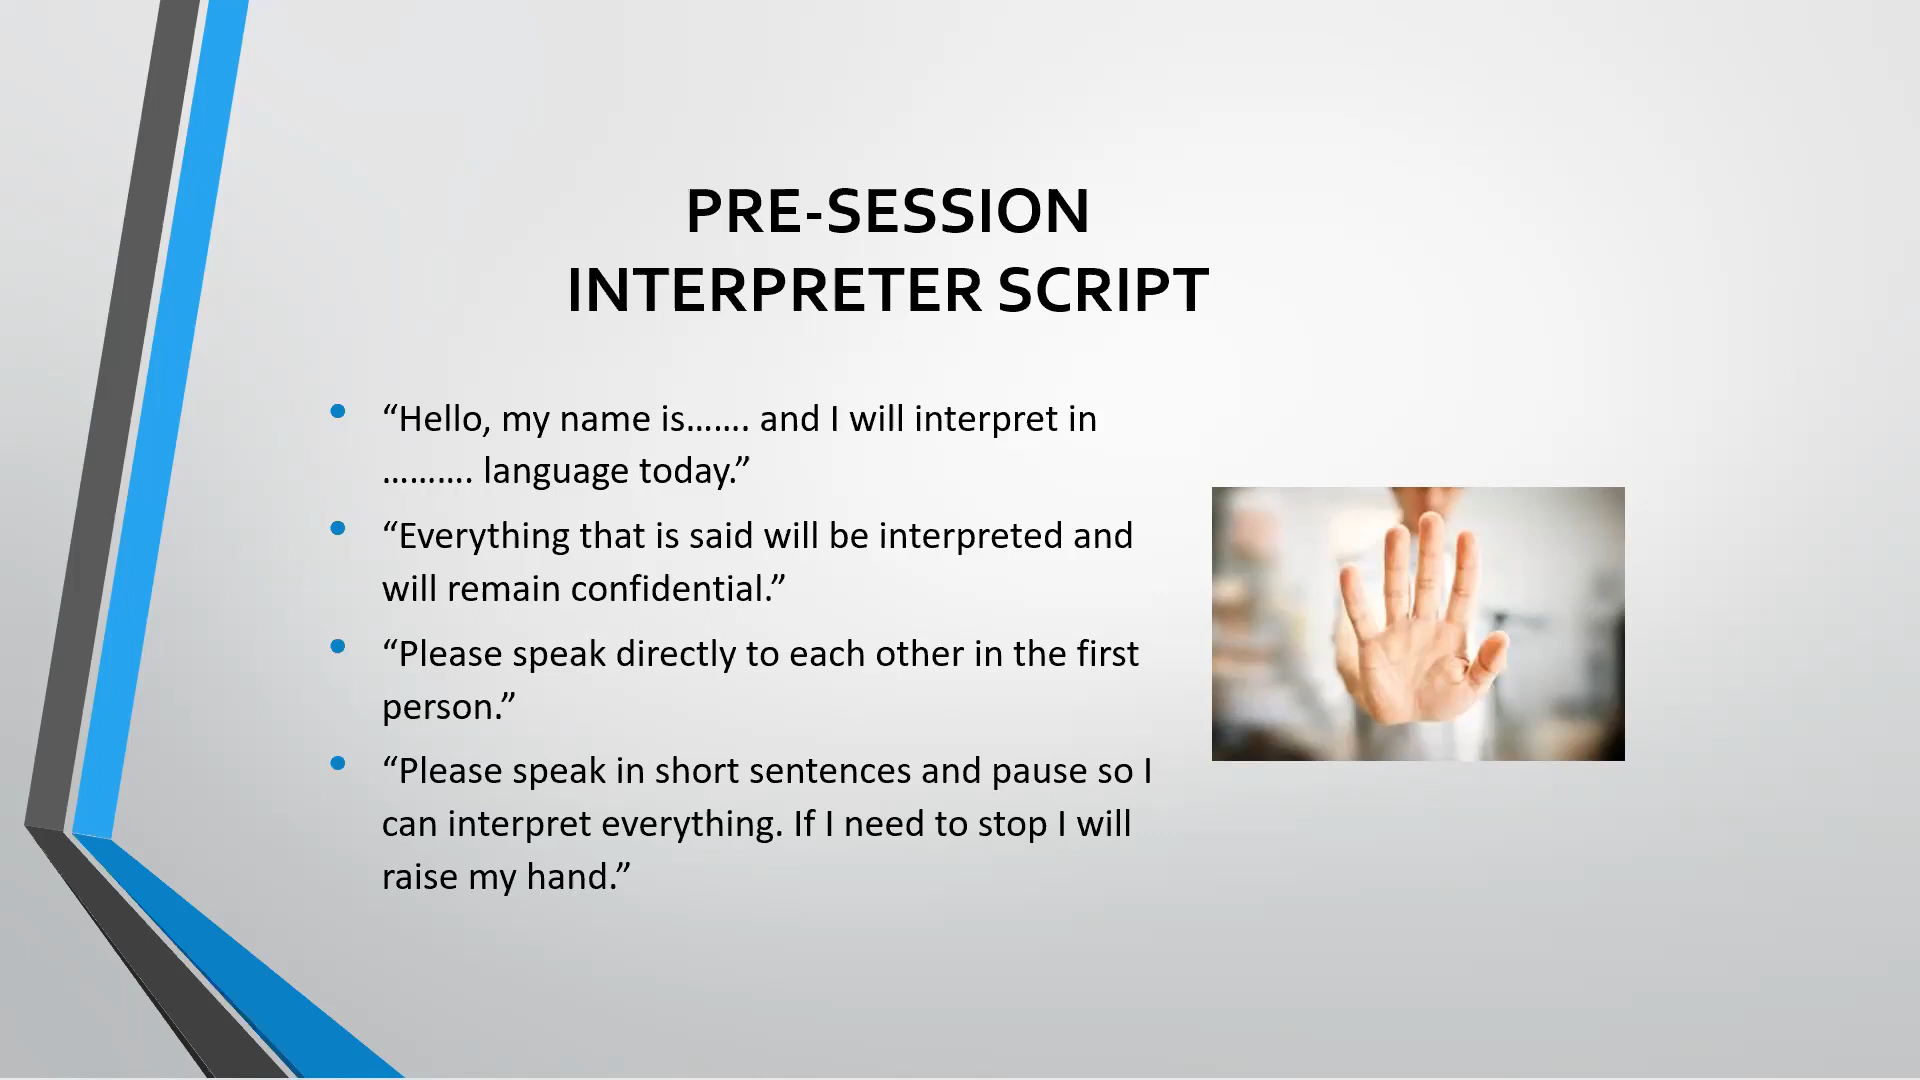 PRE-SESSION
INTERPRETER SCRIPT
• “Hello, my name is....... and I will interpret in
.......... language today.”
• “Everything that is said will be interpreted and
will remain confidential.”
• “Please speak directly to each other in the first
person.”
• “Please speak in short sentences and pause so I
can interpret everything. If I need to stop I will
raise my hand.”